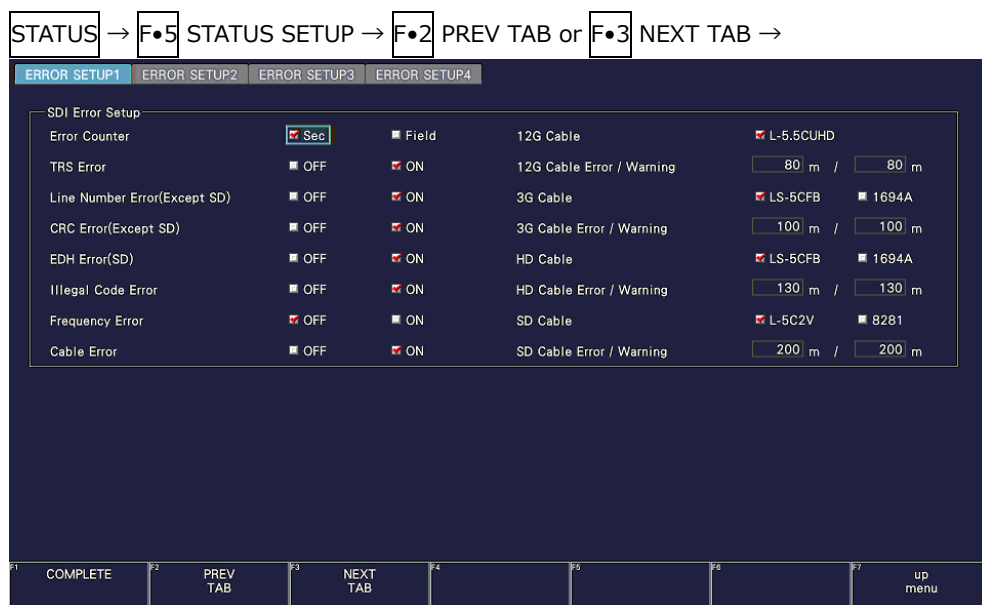 STATUS → F•5 STATUS SETUP → F•2 PREV TAB or F•3 NEXT TAB →
ERROR SETUP1 ERROR SETUP2 ERROR SETUP3 ERROR SETUP4
SDI Error Setup
Error Counter Sec Field 12G Cable L-5.5CUHD
TRS Error OFF ON 12G Cable Error / Warning 80 m / 80 m
Line Number Error(Except SD) OFF ON 3G Cable LS-5CFB 1694A
CRC Error(Except SD) OFF ON 3G Cable Error / Warning 100 m / 100 m
EDH Error(SD) OFF ON HD Cable LS-5CFB 1694A
Illegal Code Error OFF ON HD Cable Error / Warning 130 m / 130 m
Frequency Error OFF ON SD Cable L-5C2V 8281
Cable Error OFF ON SD Cable Error / Warning 200 m / 200 m
F1 COMPLETE F2 PREV F3 NEXT F4 F5 F6 F7 up
TAB TAB menu